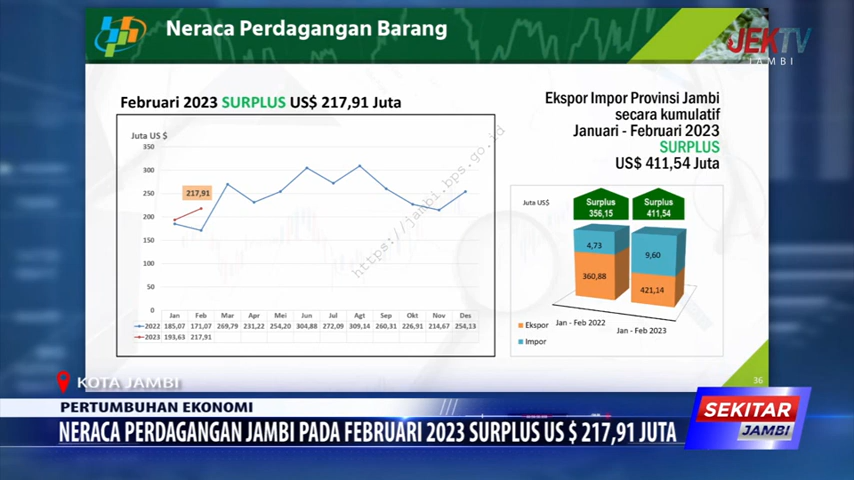 Neraca Perdagangan Barang
JEKTV
JAMBI
Februari 2023 SURPLUS US$ 217,91 Juta
Juta US $
350
300
250
200
150
100
50
0
217,91
https://jambi.bps.go.id
Jan Feb Mar Apr Mei Jun Jul Agt Sep Okt Nov Des
2022 185,07 171,07 269,79 231,22 254,20 304,88 272,09 309,14 260,31 226,91 214,67 254,13
2023 193,63 217,91
Ekspor Impor Provinsi Jambi
secara kumulatif
Januari - Februari 2023
SURPLUS
US$ 411,54 Juta
Juta US$
Surplus
356,15
Surplus
411,54
4,73
9,60
360,88
421,14
Ekspor
Impor
Jan - Feb 2022
Jan - Feb 2023
36
KOTA JAMBI
PERTUMBUHAN EKONOMI
NERACA PERDAGANGAN JAMBI PADA FEBRUARI 2023 SURPLUS US $ 217,91 JUTA
SEKITAR
JAMBI